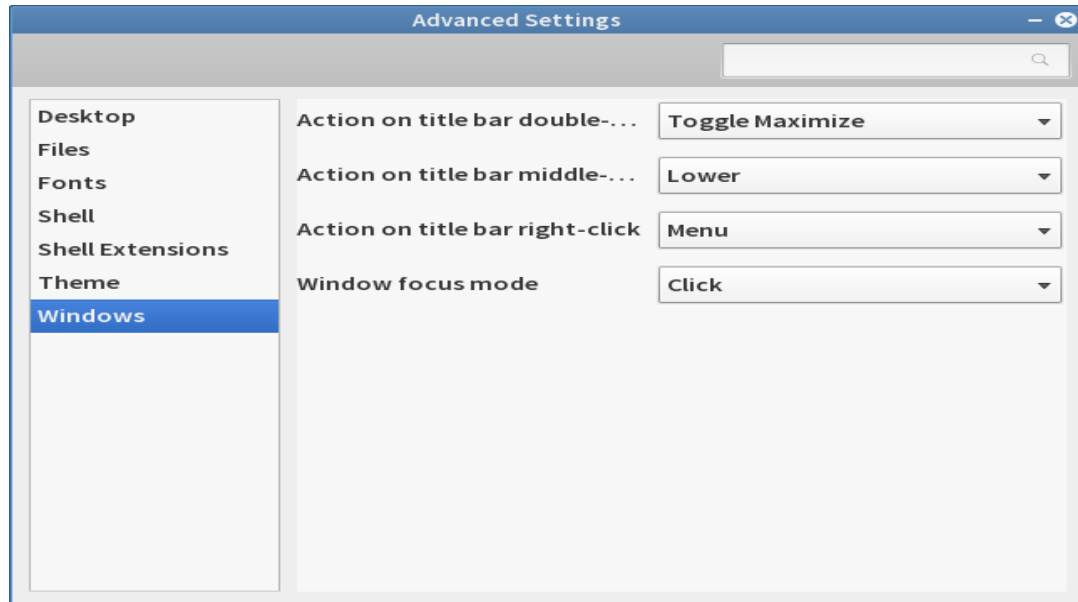 Advanced Settings
Desktop
Files
Fonts
Shell
Shell Extensions
Theme
Windows
Action on title bar double-... Toggle Maximize
Action on title bar middle-... Lower
Action on title bar right-click Menu
Window focus mode Click